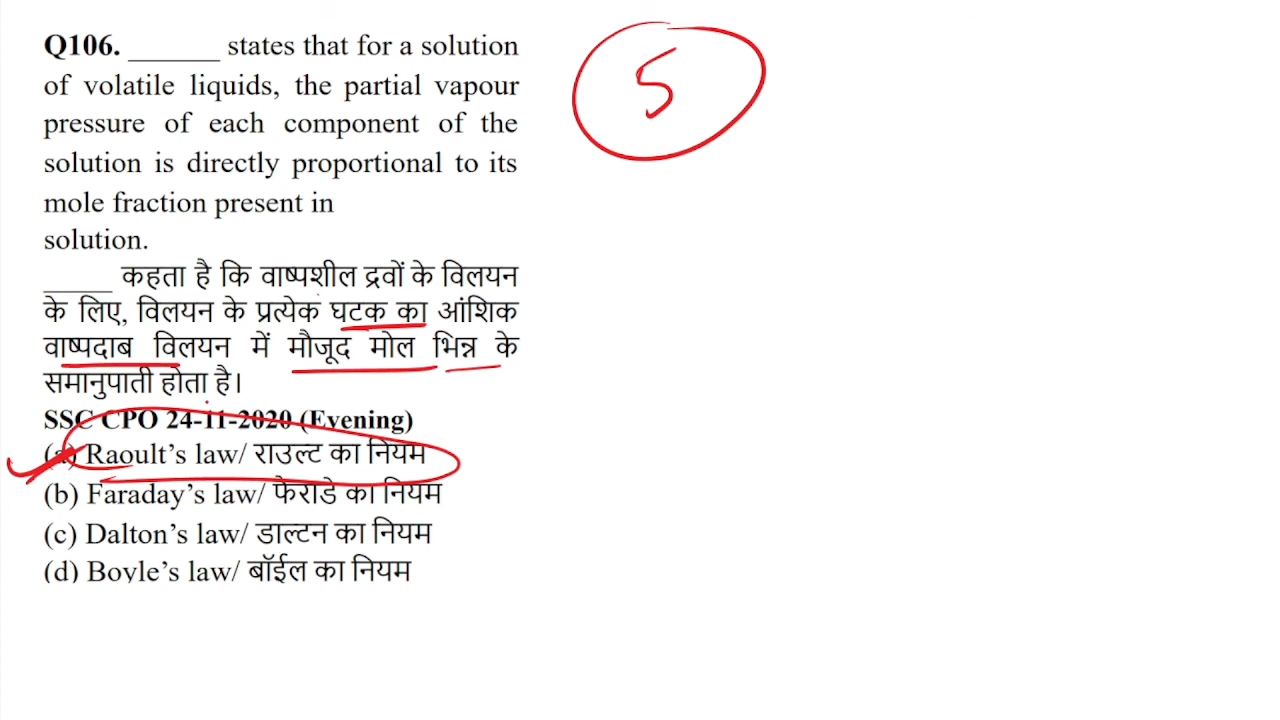 Q106. _______ states that for a solution
of volatile liquids, the partial vapour
pressure of each component of the
solution is directly proportional to its
mole fraction present in
solution.
_____ कहता है कि वाष्पशील द्रवों के विलयन
के लिए, विलयन के प्रत्येक घटक का आंशिक
वाष्पदाब विलयन में मौजूद मोल भिन्न के
समानुपाती होता है।
SSC CPO 24-11-2020 (Evening)
(a) Raoult's law/ राउल्ट का नियम
(b) Faraday's law/ फैराडे का नियम
(c) Dalton's law/ डाल्टन का नियम
(d) Boyle's law/ बॉईल का नियम
5